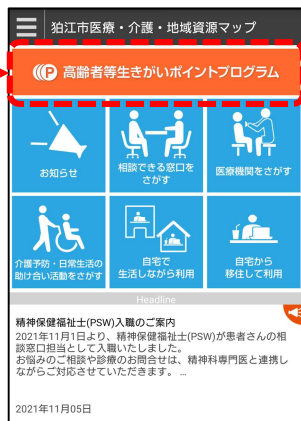 狛江市医療・介護・地域資源マップ
高齢者等生きがいポイントプログラム
お知らせ
相談できる窓口を
さがす
医療機関をさがす
介護予防・日常生活の
助け合い活動をさがす
自宅で
生活しながら利用
自宅から
移住して利用
Headline
精神保健福祉士(PSW)入職のご案内
2021年11月1日より、精神保健福祉士(PSW)が患者さんの相
談窓口担当として入職いたしました。
お悩みのご相談や診療のお問合せは、精神科専門医と連携し
ながらご対応させていただきます。 ...
2021年11月05日